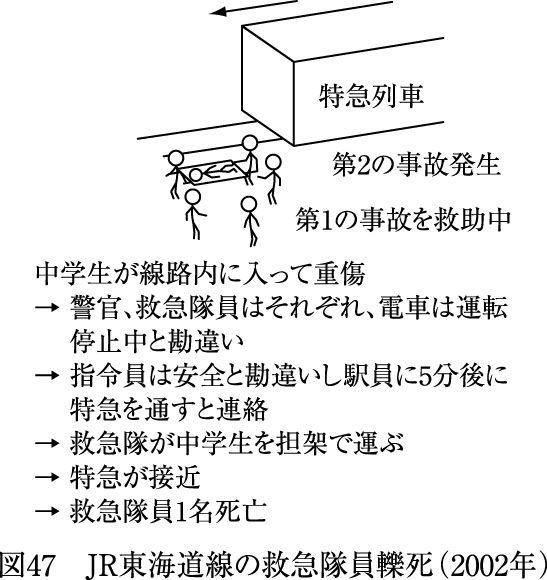 特急列車
第2の事故発生
第1の事故を救助中
中学生が線路内に入って重傷
→ 警官、救急隊員はそれぞれ、電車は運転
停止中と勘違い
→ 指令員は安全と勘違いし駅員に5分後に
特急を通すと連絡
→ 救急隊が中学生を担架で運ぶ
→ 特急が接近
→ 救急隊員1名死亡
図47　JR東海道線の救急隊員轢死（2002年）